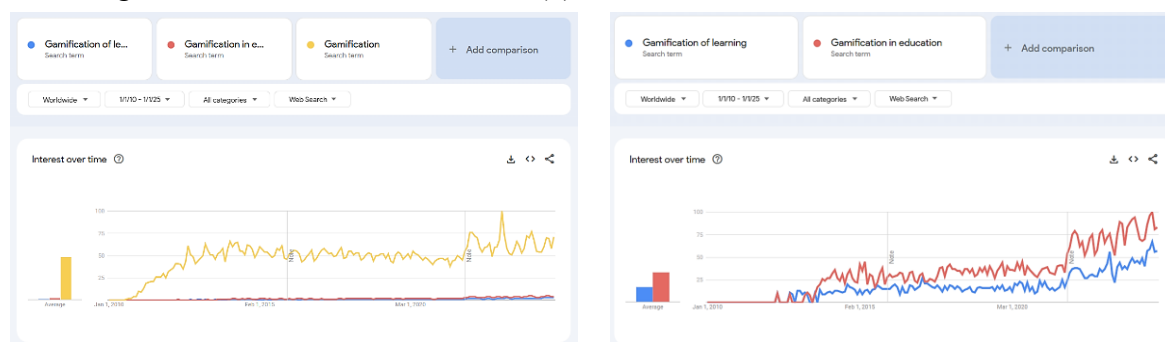 Gamification of le...
Search term
Gamification in e...
Search term
Gamification
Search term
+ Add comparison
Worldwide
1/1/10 - 1/1/25
All categories
Web Search
Interest over time
100
75
50
25
Note
Note
Average
Jan 1, 2010
Feb 1, 2015
Mar 1, 2020
Gamification of learning
Search term
Gamification in education
Search term
+ Add comparison
Worldwide
1/1/10 - 1/1/25
All categories
Web Search
Interest over time
100
75
50
25
Note
Note
Average
Jan 1, 2010
Feb 1, 2015
Mar 1, 2020